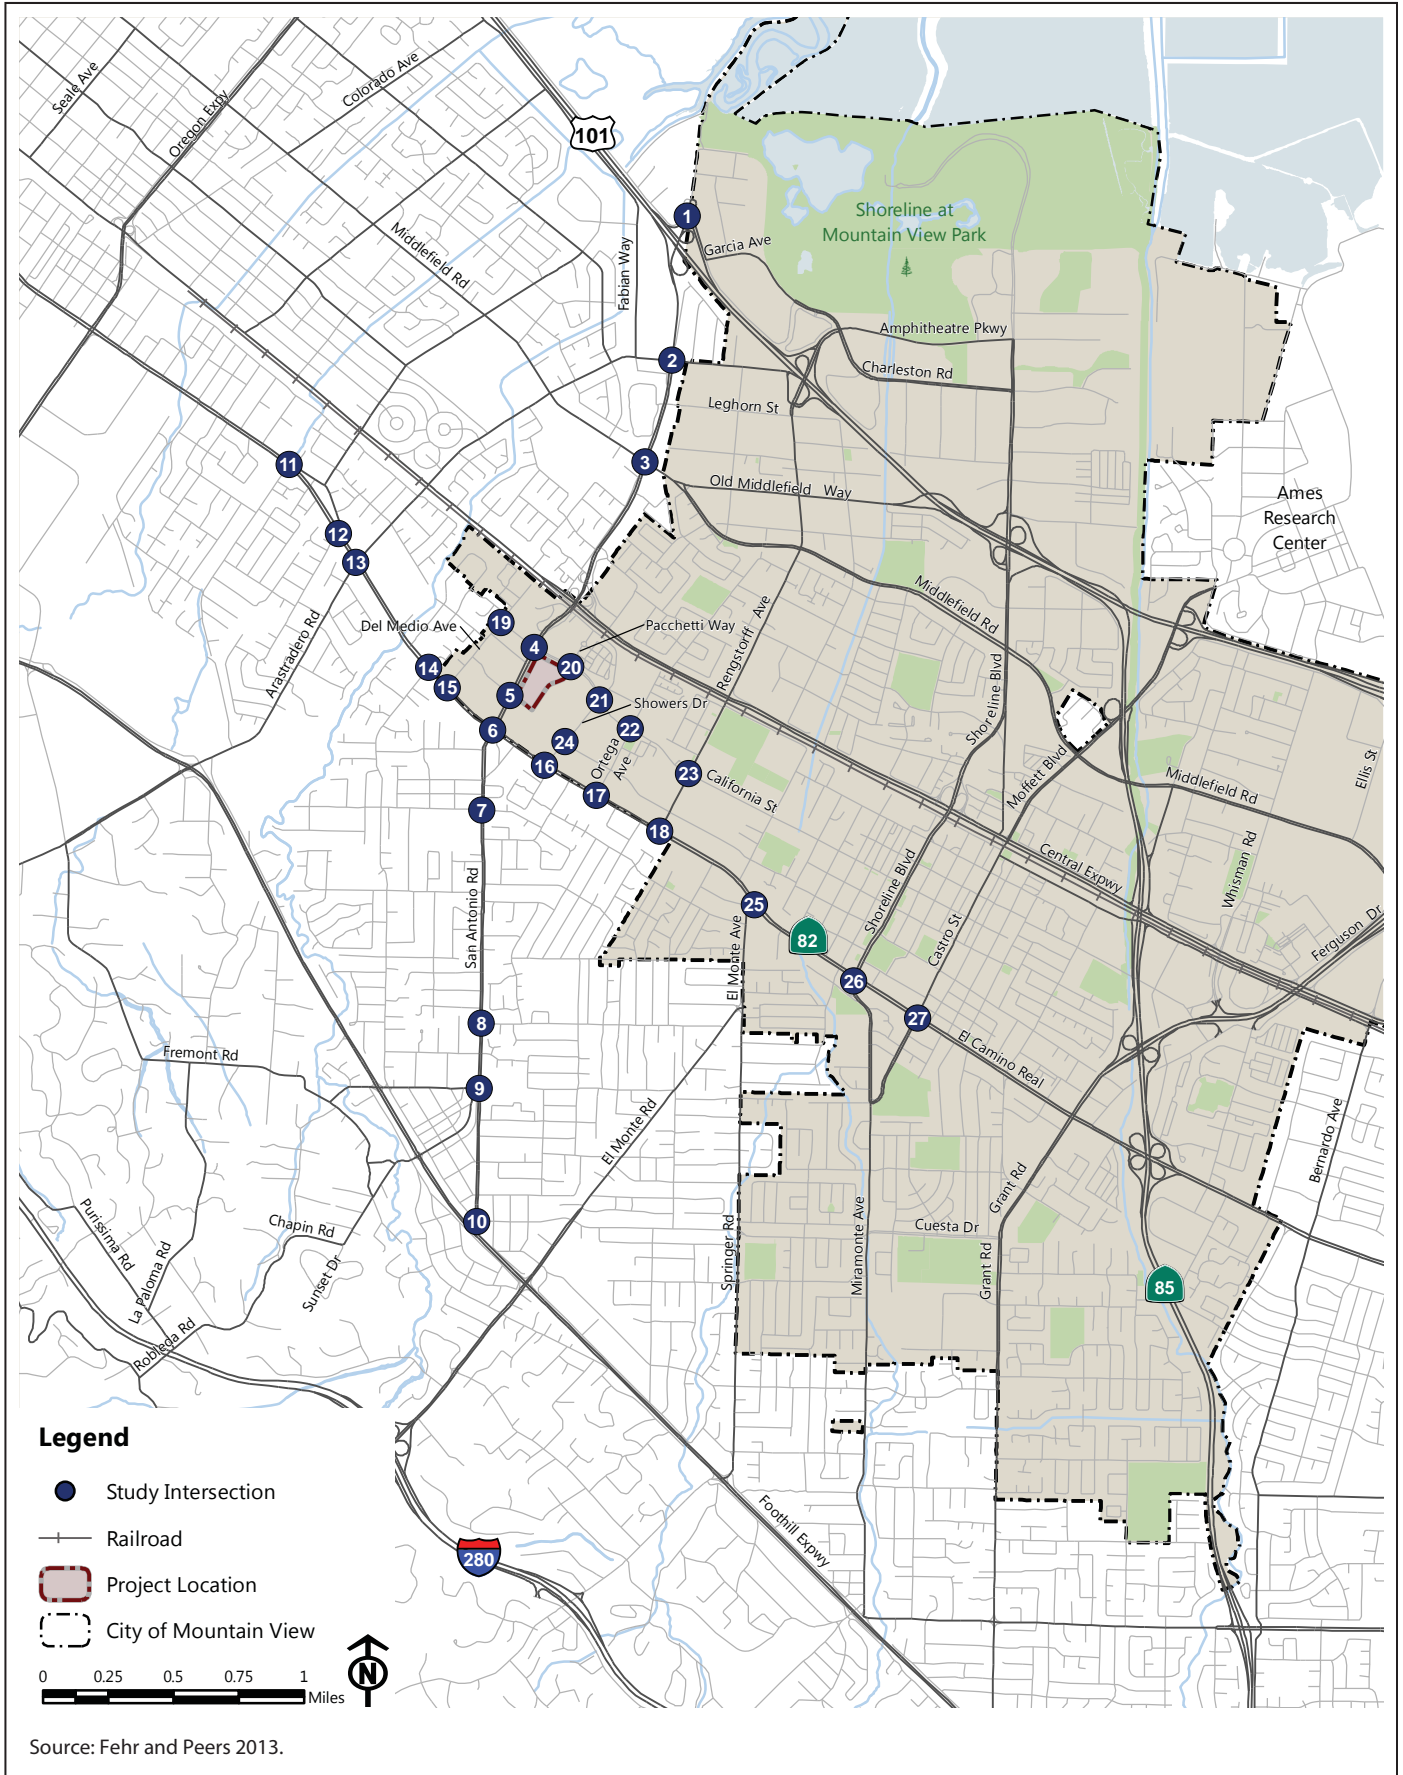 Seale Ave
Oregon Expy
Colorado Ave
101
Middlefield Rd
Fabian Way
1
Garcia Ave
Shoreline at
Mountain View Park
Amphitheatre Pkwy
Charleston Rd
2
Leghorn St
3
Old Middlefield Way
11
12
13
Ames
Research
Center
Arastradero Rd
Del Medio Ave
19
4
Pacchetti Way
20
14
15
5
21
Showers Dr
6
22
24
16
Ortega
Ave
17
23
California St
18
7
Rengstorff Ave
Middlefield Rd
Shoreline Blvd
Moffett Blvd
Middlefield Rd
Ellis St
Central Expwy
Whisman Rd
Ferguson Dr
San Antonio Rd
25
El Monte Ave
82
Shoreline Blvd
Castro St
26
27
El Camino Real
8
Fremont Rd
9
El Monte Rd
10
Purissima Rd
La Paloma Rd
Chapin Rd
Sunset Dr
Robleda Rd
Springer Rd
Miramonte Ave
Cuesta Dr
Grant Rd
Grant Rd
Bernardo Ave
85
Foothill Expwy
280
Legend
Study Intersection
Railroad
Project Location
City of Mountain View
0 0.25 0.5 0.75 1
Miles
N
Source: Fehr and Peers 2013.